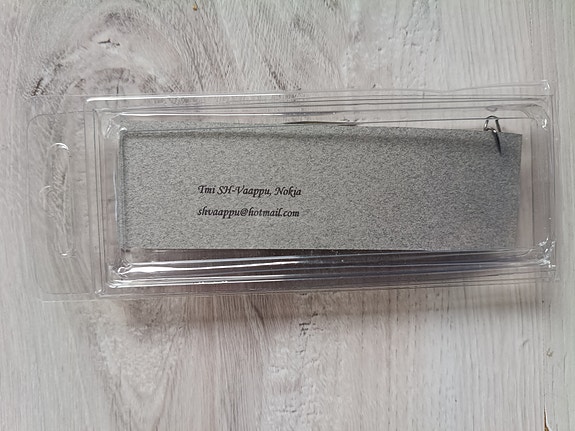 Tmi SH-Vaappu, Nokia
shvaappu@hotmail.com